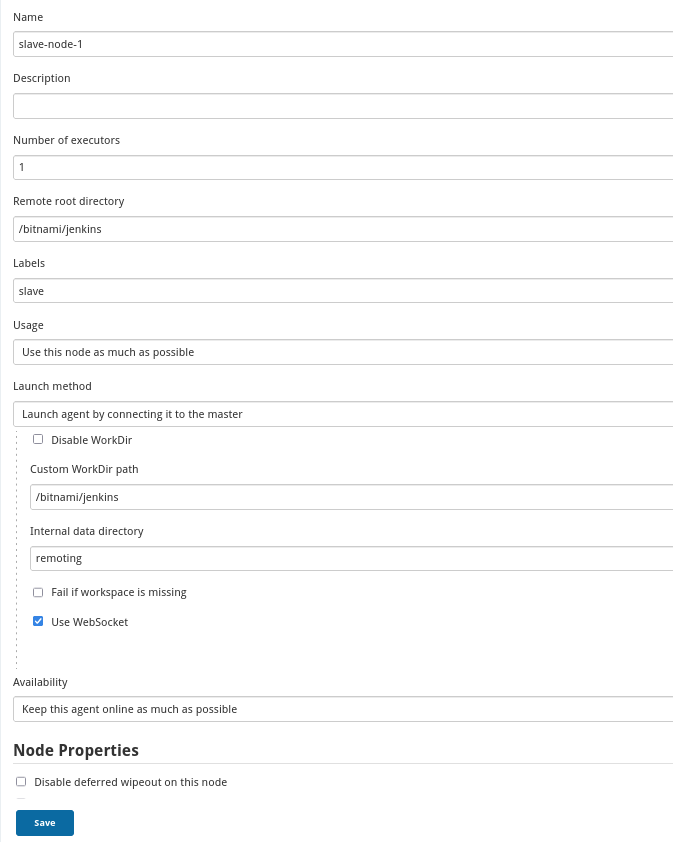 Name
slave-node-1
Description
Number of executors
1
Remote root directory
/bitnami/jenkins
Labels
slave
Usage
Use this node as much as possible
Launch method
Launch agent by connecting it to the master
Disable WorkDir
Custom WorkDir path
/bitnami/jenkins
Internal data directory
remoting
Fail if workspace is missing
Use WebSocket
Availability
Keep this agent online as much as possible
Node Properties
Disable deferred wipeout on this node
Save